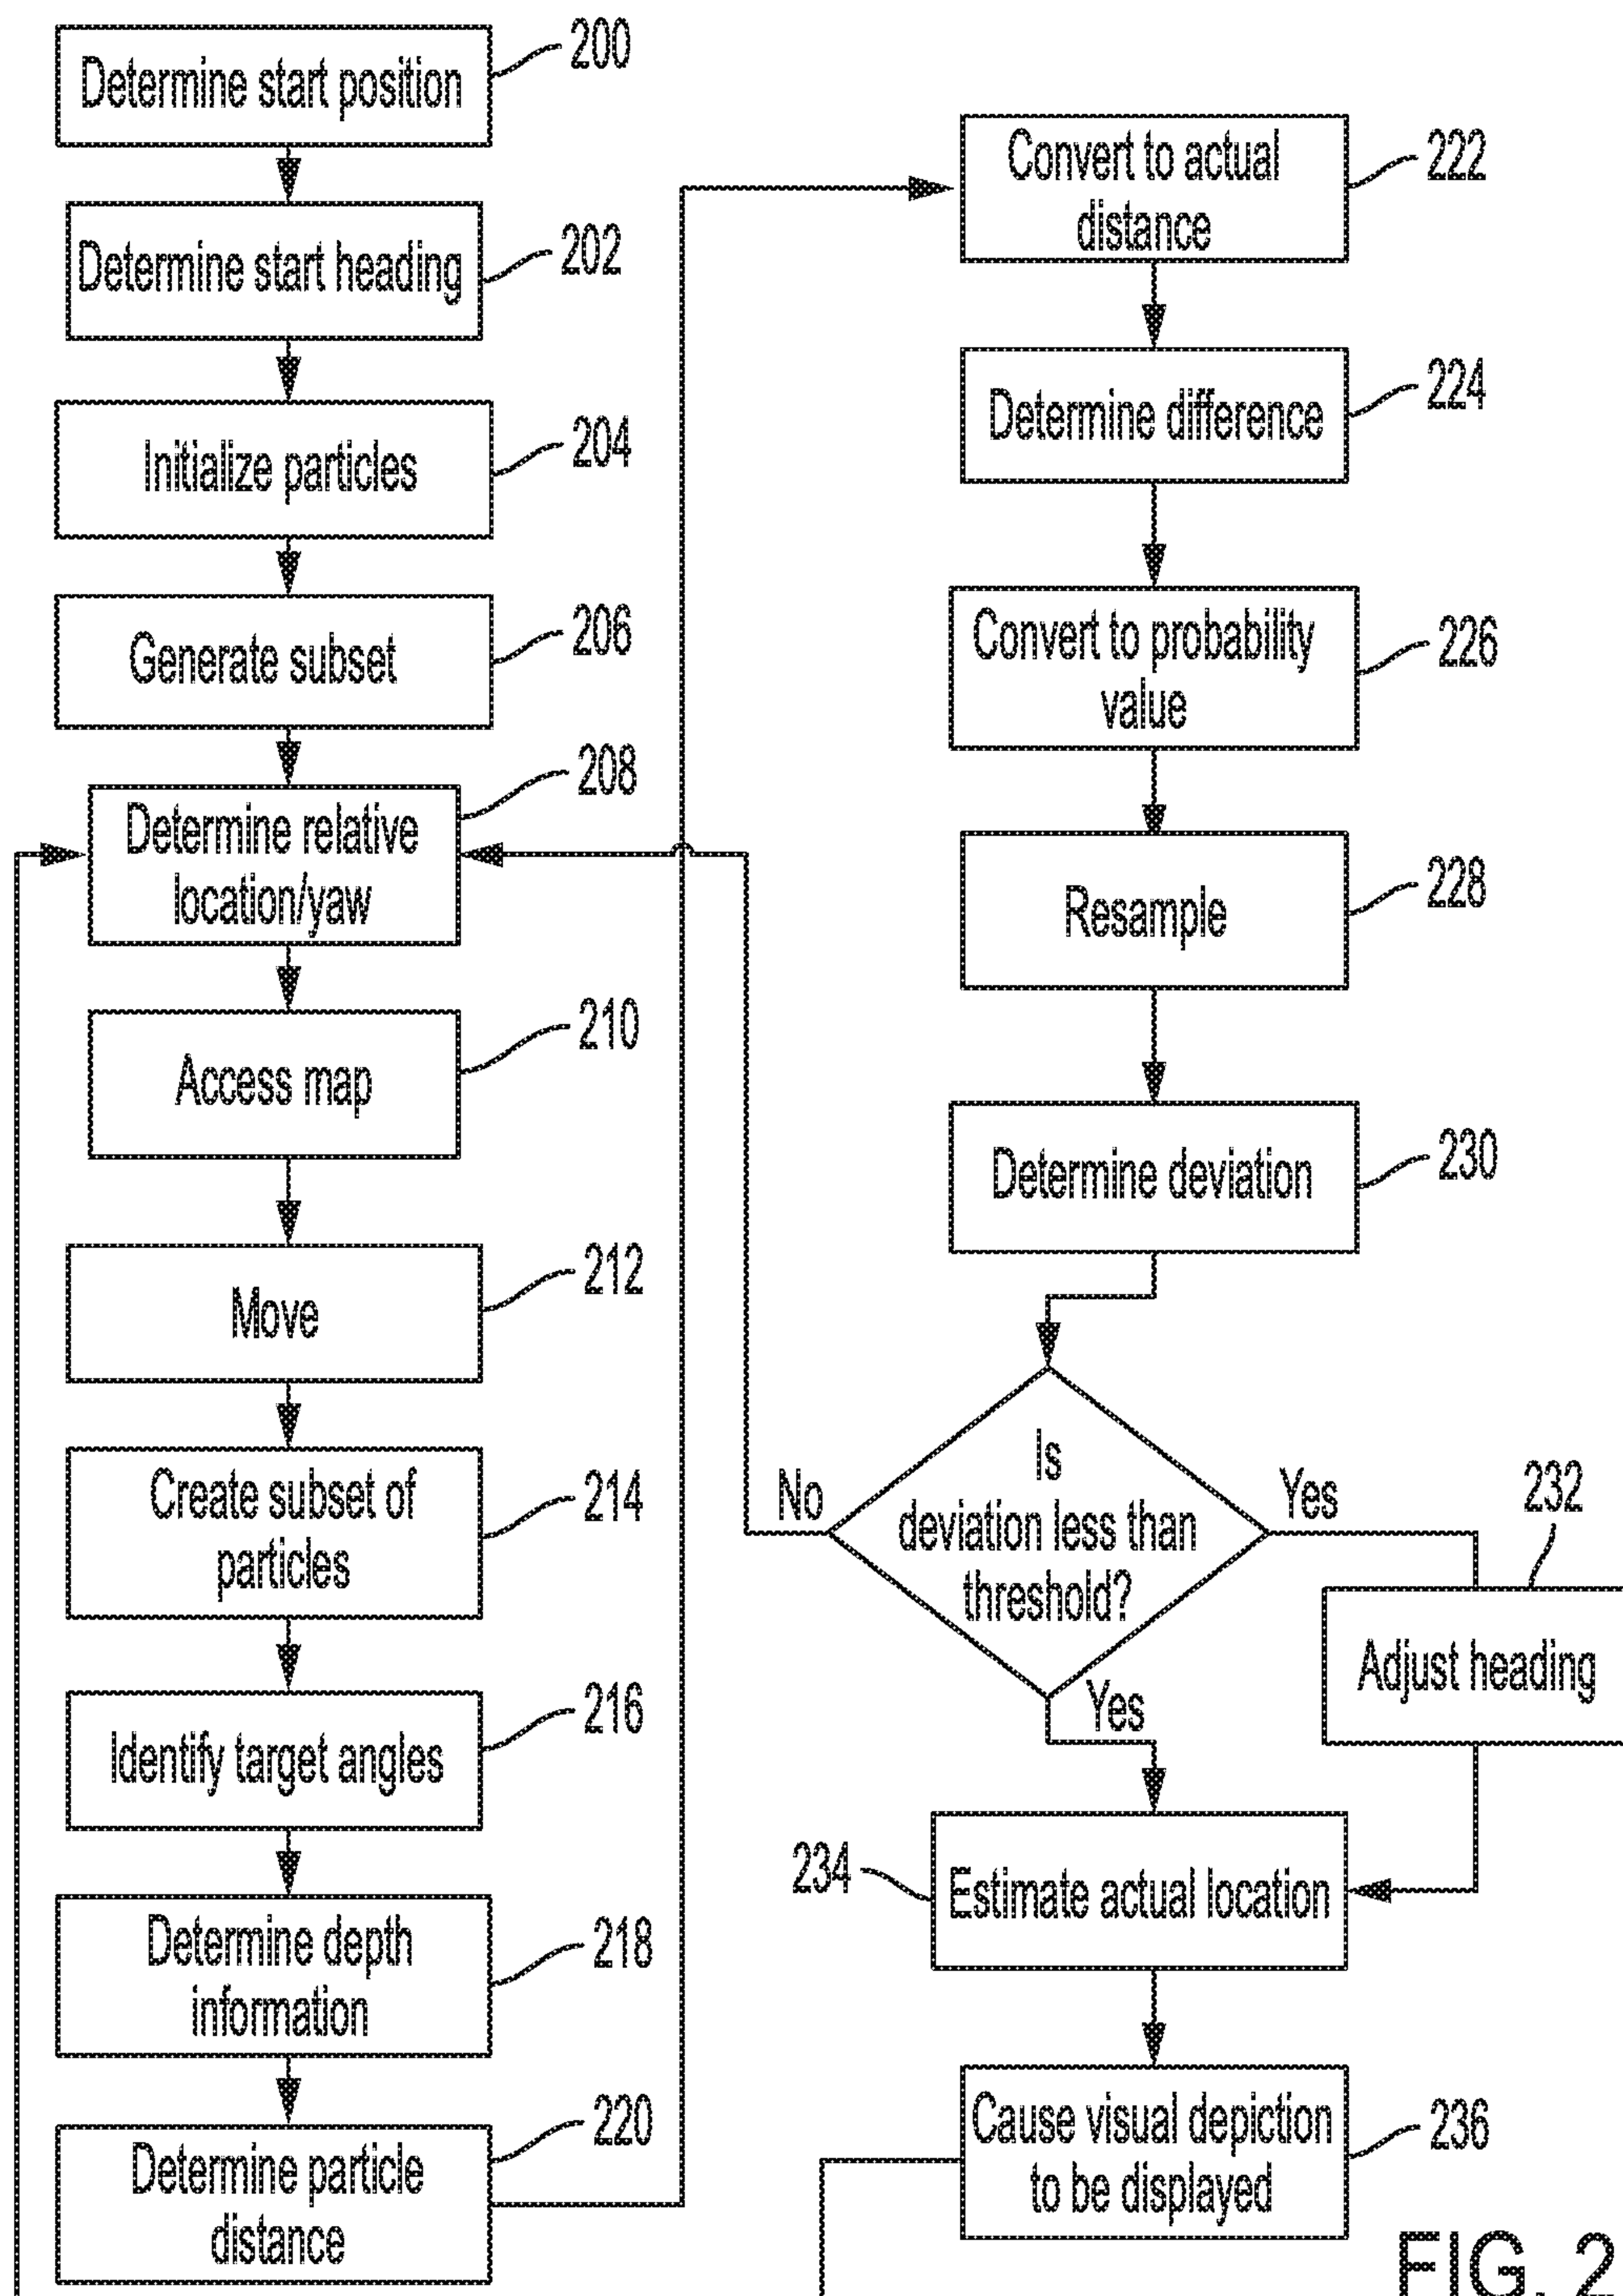 Determine start position
200
Determine start heading
202
Initialize particles
204
Generate subset
206
Determine relative
location/yaw
208
Access map
210
Move
212
Create subset of
particles
214
Identify target angles
216
Determine depth
information
218
Determine particle
distance
220
Convert to actual
distance
222
Determine difference
224
Convert to probability
value
226
Resample
228
Determine deviation
230
Is
deviation less than
threshold?
No
Yes
Yes
232
Adjust heading
234
Estimate actual location
Cause visual depiction
to be displayed
236
FIG. 2